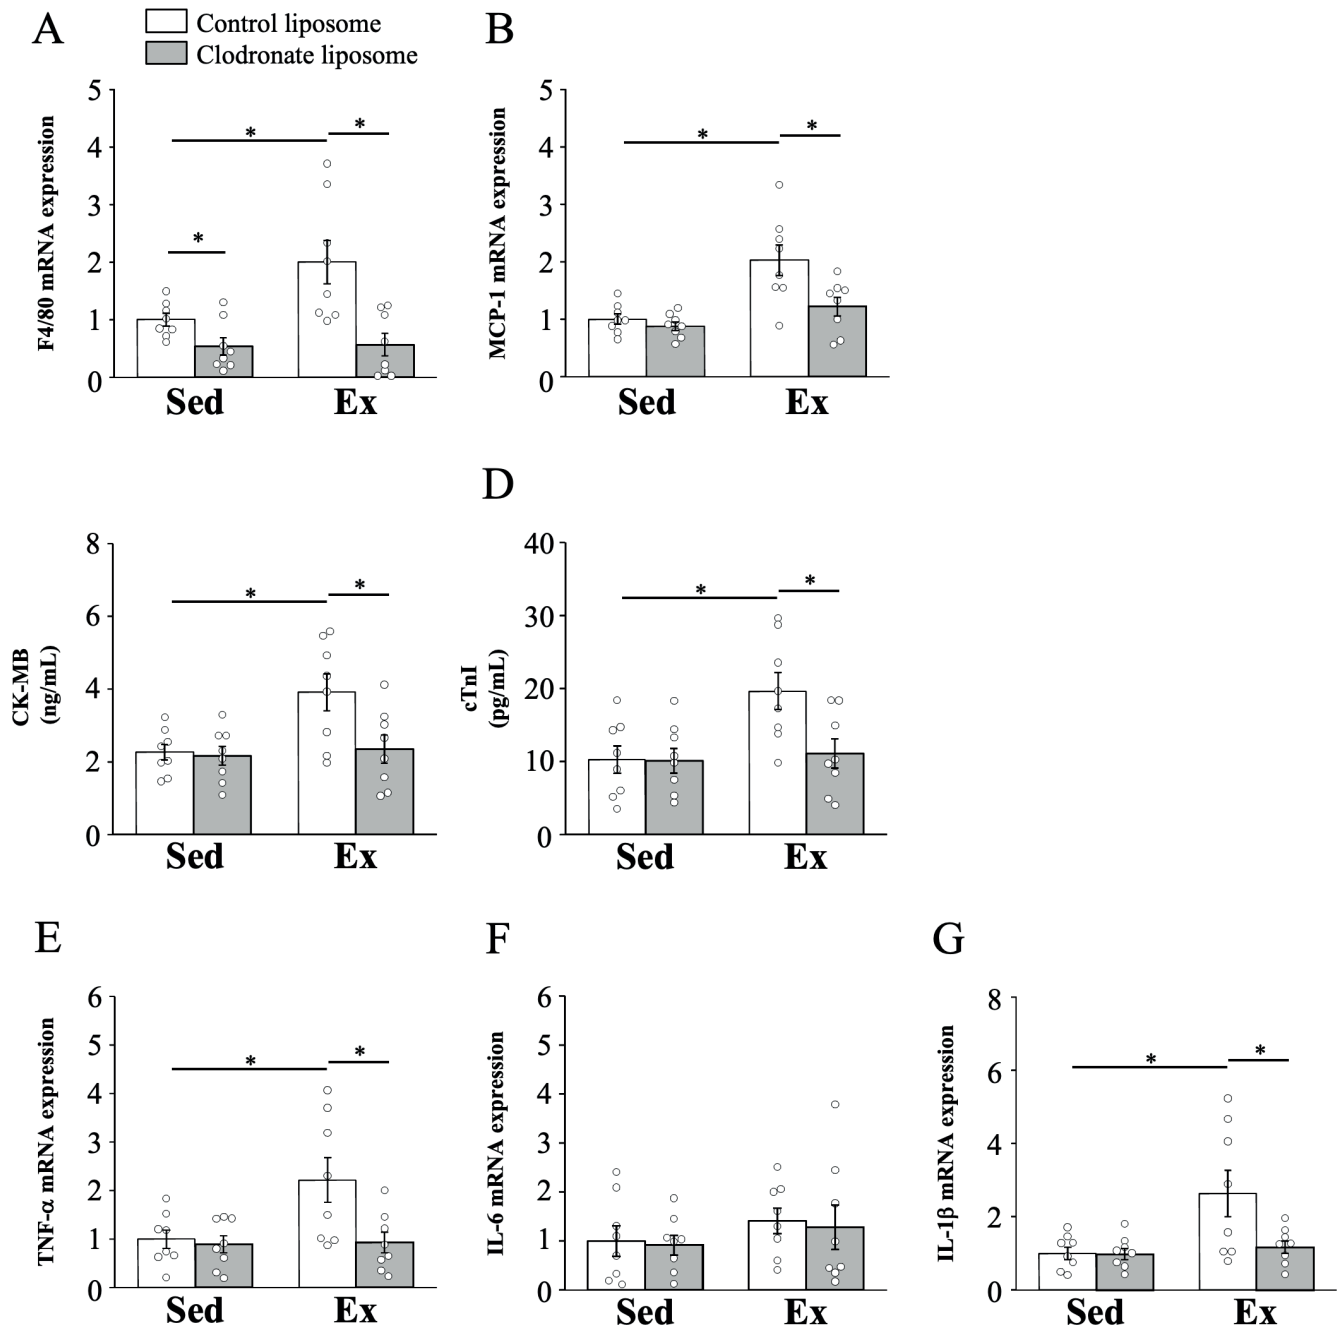 A
Control liposome
Clodronate liposome
F4/80 mRNA expression
5
4
3
2
1
0
*
*
*
Sed Ex
B
MCP-1 mRNA expression
5
4
3
2
1
0
*
*
Sed Ex
CK-MB
(ng/mL)
8
6
4
2
0
*
*
Sed Ex
D
cTnI
(pg/mL)
40
30
20
10
0
*
*
Sed Ex
E
TNF-α mRNA expression
6
5
4
3
2
1
0
*
*
Sed Ex
F
IL-6 mRNA expression
6
5
4
3
2
1
0
Sed Ex
G
IL-1β mRNA expression
8
6
4
2
0
*
*
Sed Ex